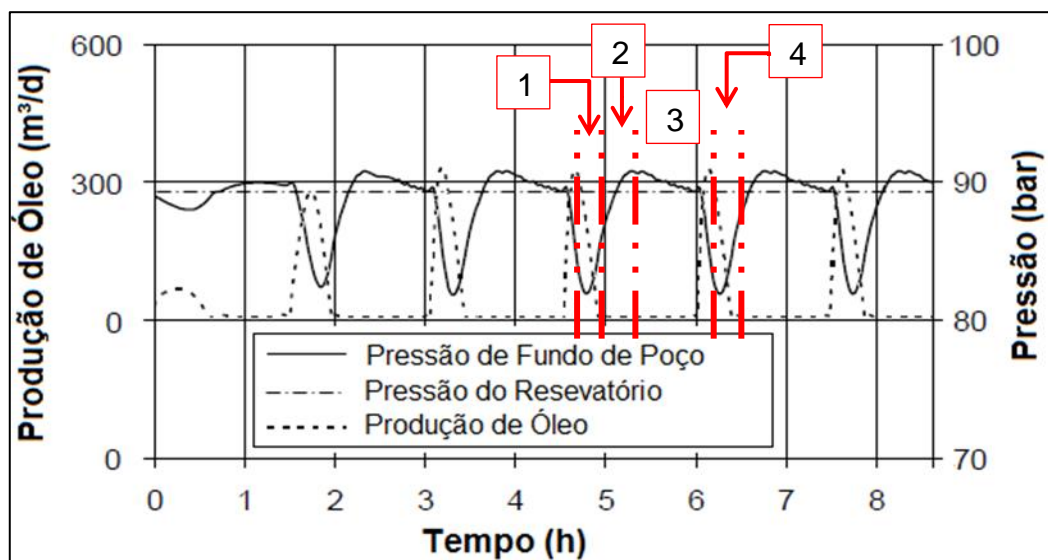 Produção de Óleo (m³/d)
600
300
0
0
100
90
80
70
Pressão (bar)
1
2
3
4
Pressão de Fundo de Poço
Pressão do Resevatório
Produção de Óleo
0 1 2 3 4 5 6 7 8
Tempo (h)